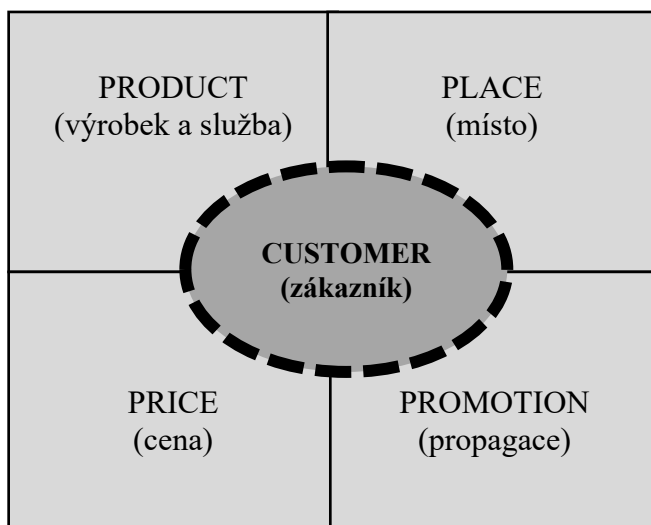 PRODUCT
(výrobek a služba)
PLACE
(místo)
CUSTOMER
(zákazník)
PRICE
(cena)
PROMOTION
(propagace)